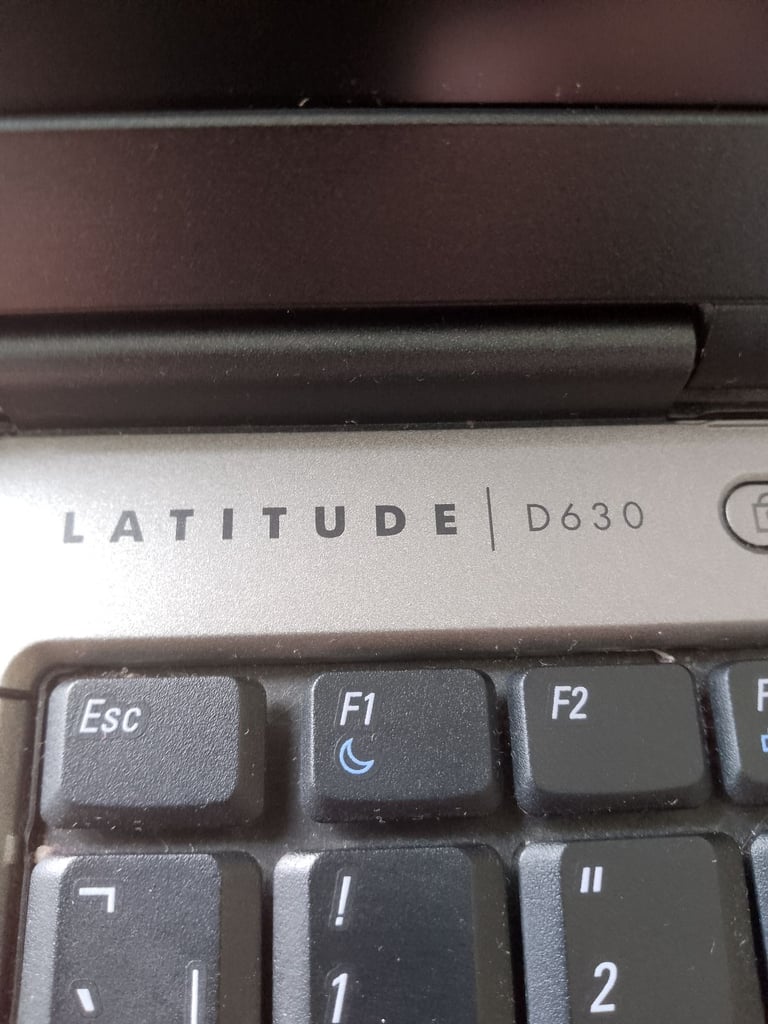 LATITUDE | D630
Esc F1 F2 F
¬ ! "
` | 1 2